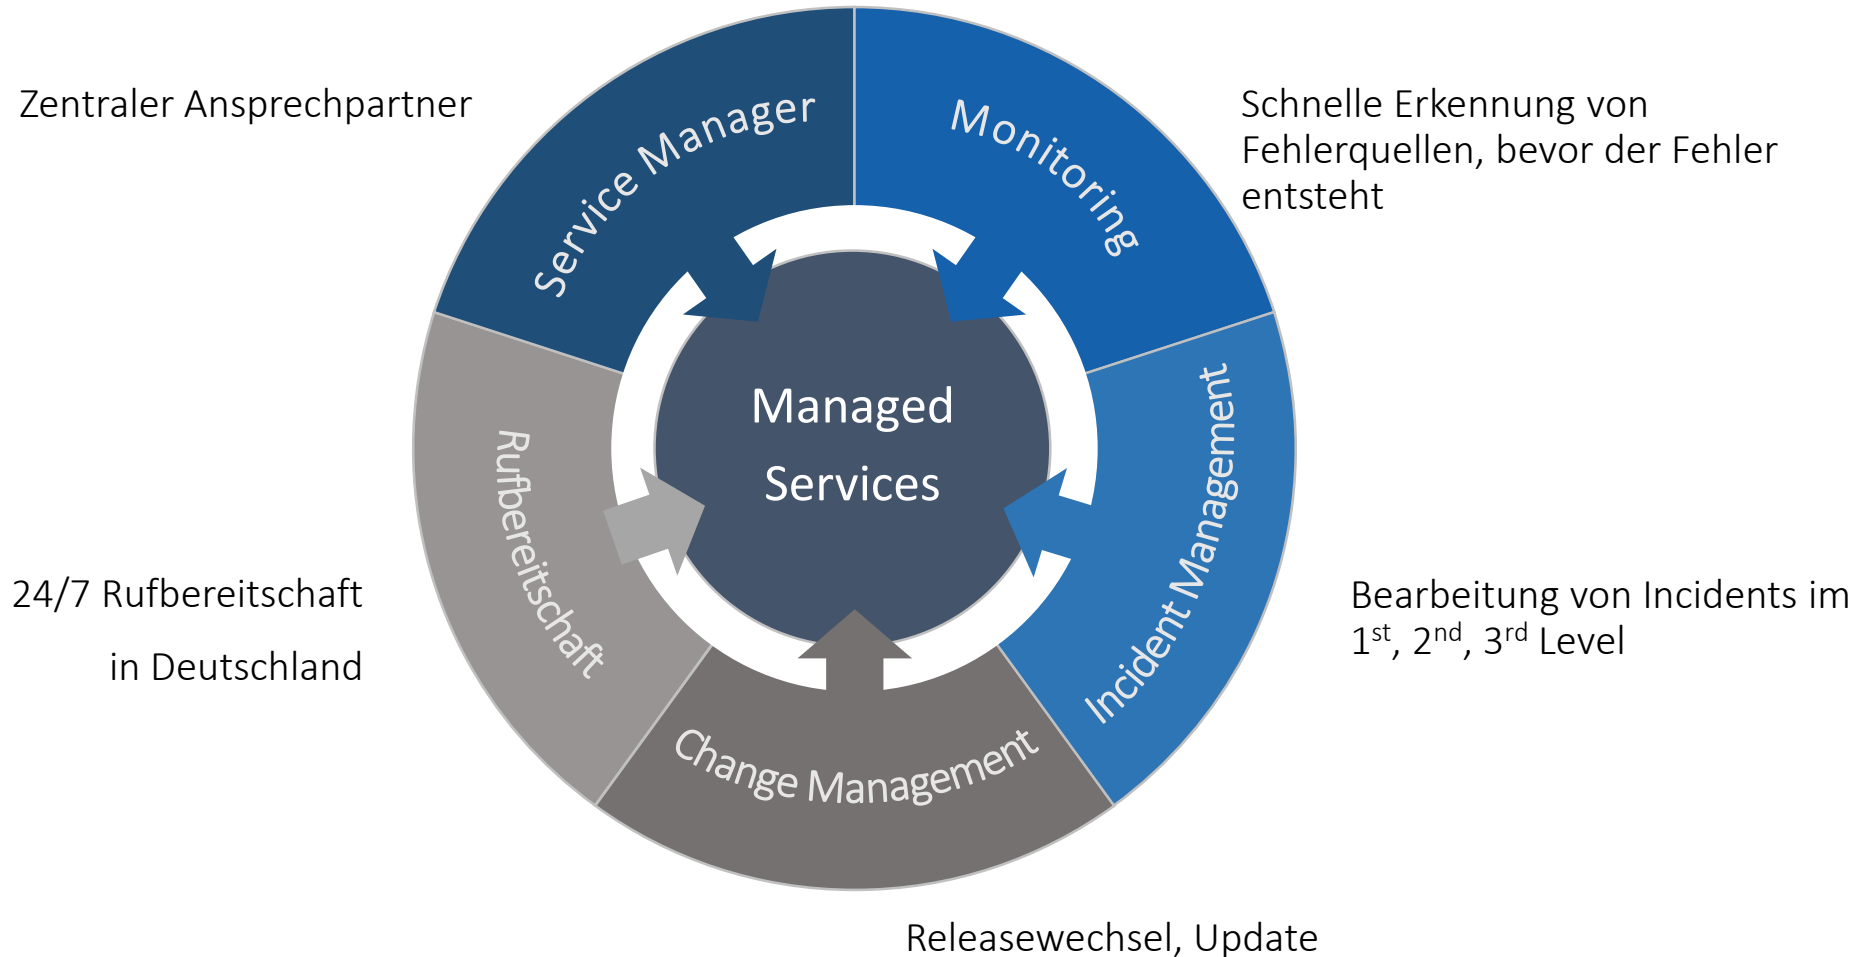 Zentraler Ansprechpartner
Service Manager
Monitoring
Schnelle Erkennung von
Fehlerquellen, bevor der Fehler
entsteht
Managed
Services
Rufbereitschaft
Incident Management
24/7 Rufbereitschaft
in Deutschland
Bearbeitung von Incidents im
1st, 2nd, 3rd Level
Change Management
Releasewechsel, Update